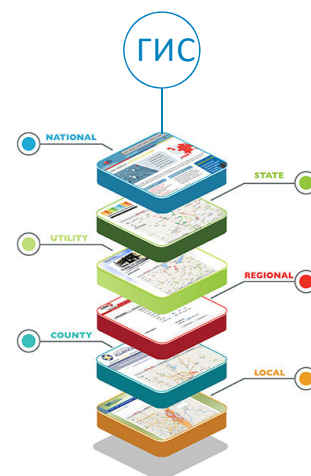 ГИС
NATIONAL
STATE
UTILITY
REGIONAL
COUNTY
LOCAL